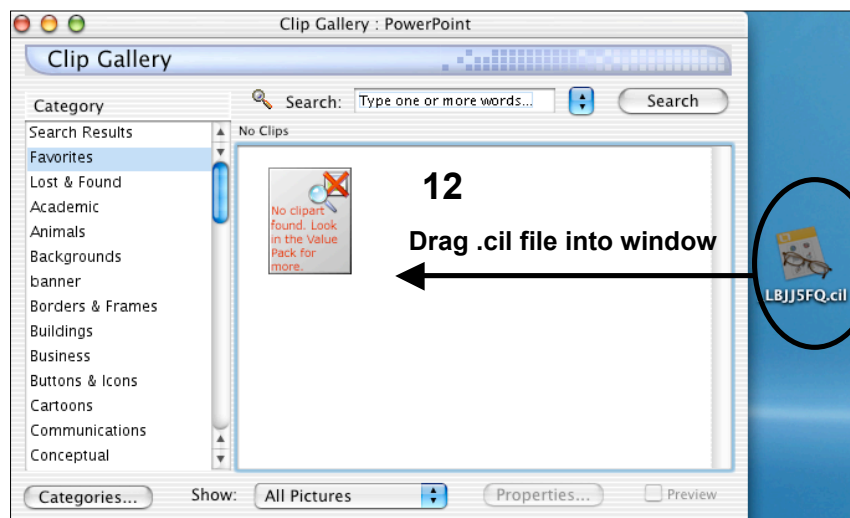 Clip Gallery : PowerPoint
Clip Gallery
Category
Search: Type one or more words... Search
Search Results
No Clips
Favorites
Lost & Found
Academic
Animals
Backgrounds
banner
Borders & Frames
Buildings
Business
Buttons & Icons
Cartoons
Communications
Conceptual
No clipart
found. Look
in the Value
Pack for
more.
12
Drag .cil file into window
LBJJ5FQ.cil
Categories... Show: All Pictures Properties... Preview